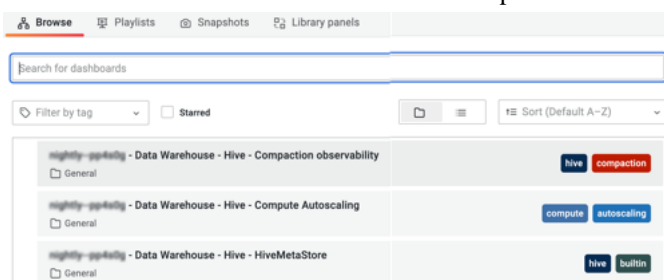 Browse Playlists Snapshots Library panels
Search for dashboards
Filter by tag Starred Sort (Default A–Z)
- Data Warehouse - Hive - Compaction observability hive compaction
General
- Data Warehouse - Hive - Compute Autoscaling compute autoscaling
General
- Data Warehouse - Hive - HiveMetaStore hive builtin
General